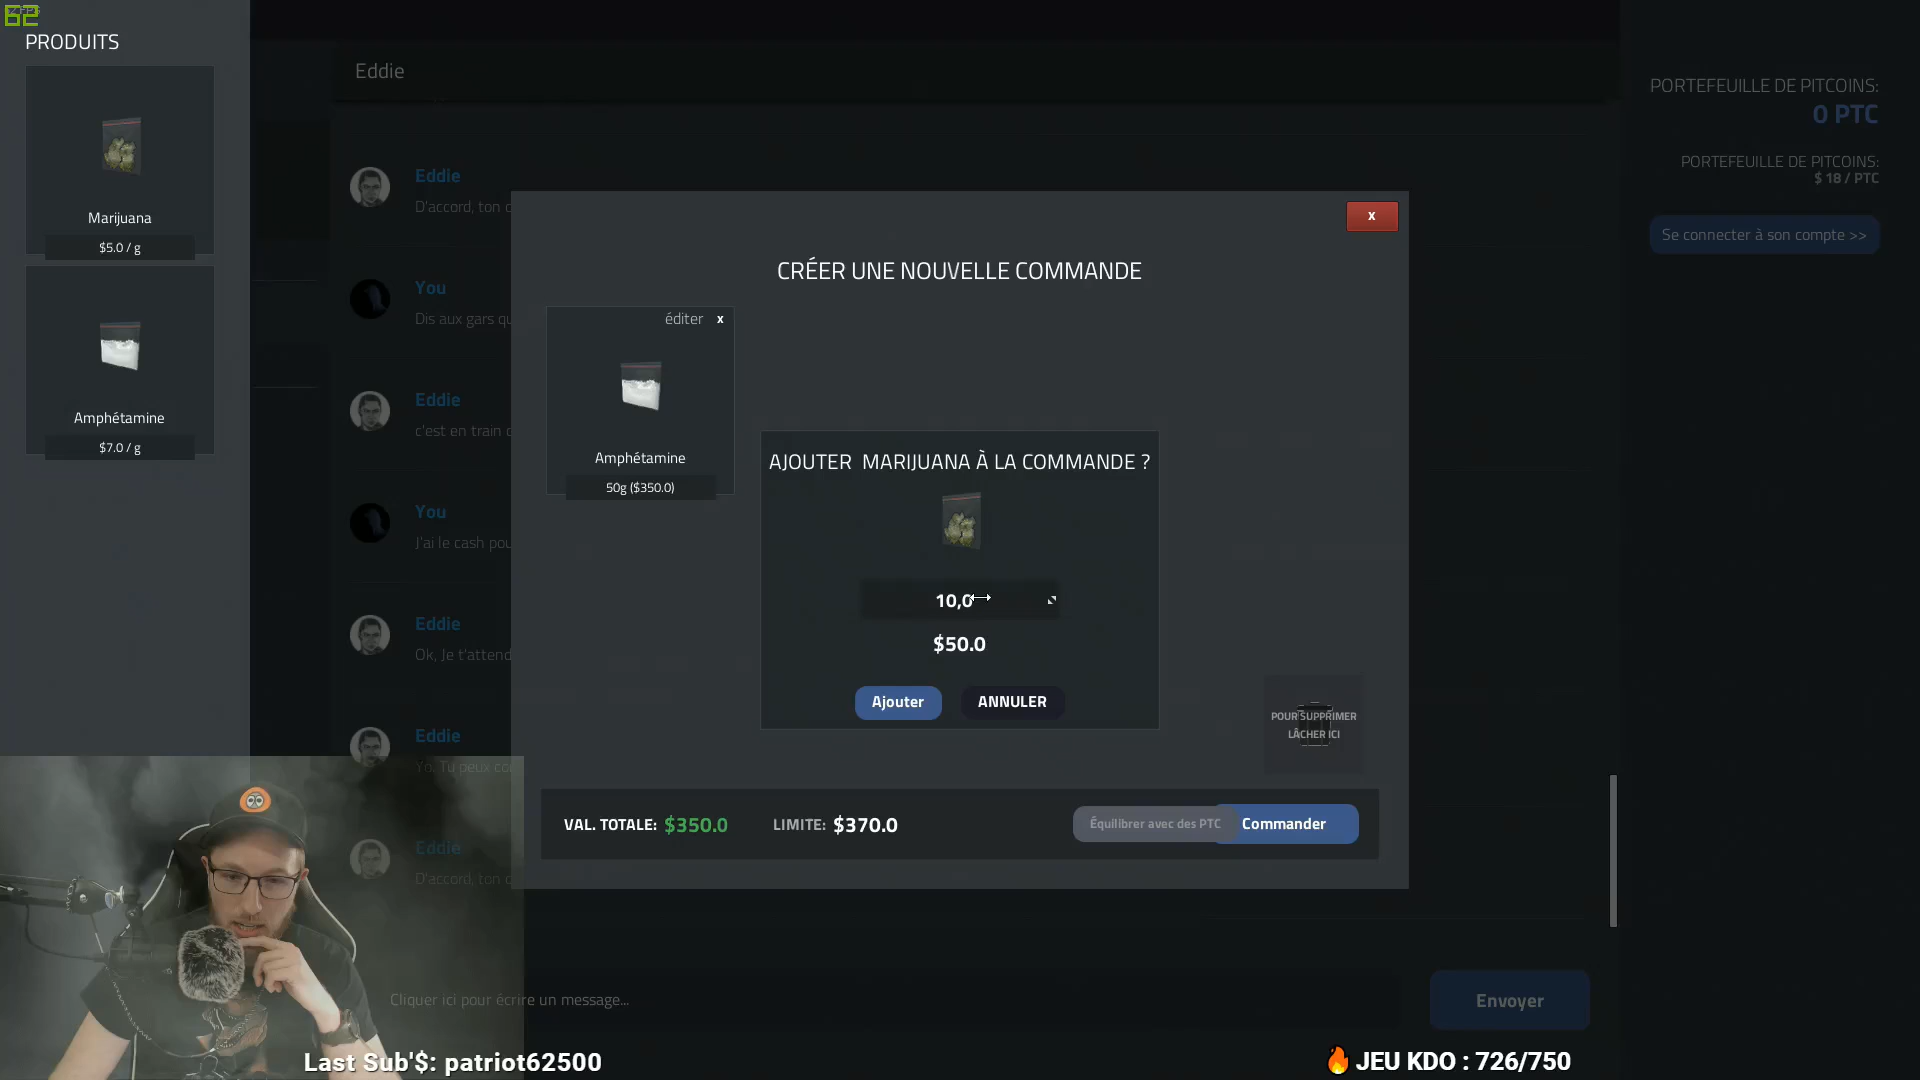 62
PRODUITS
Marijuana
$5.0 / g
Amphétamine
$7.0 / g
Eddie
PORTEFEUILLE DE PITCOINS:
0 PTC
PORTEFEUILLE DE PITCOINS:
$ 18 / PTC
Se connecter à son compte >>
Eddie
D'accord, ton c
You
Dis aux gars qu
Eddie
c'est en train d
You
J'ai le cash pou
Eddie
Ok, Je t'attend
Eddie
Yo. Tu peux co
Eddie
D'accord, ton c
x
CRÉER UNE NOUVELLE COMMANDE
éditer x
Amphétamine
50g ($350.0)
AJOUTER MARIJUANA À LA COMMANDE ?
10,0
$50.0
Ajouter
ANNULER
POUR SUPPRIMER
LÂCHER ICI
VAL. TOTALE: $350.0
LIMITE: $370.0
Équilibrer avec des PTC
Commander
Cliquer ici pour écrire un message...
Envoyer
Last Sub'$: patriot62500
JEU KDO : 726/750